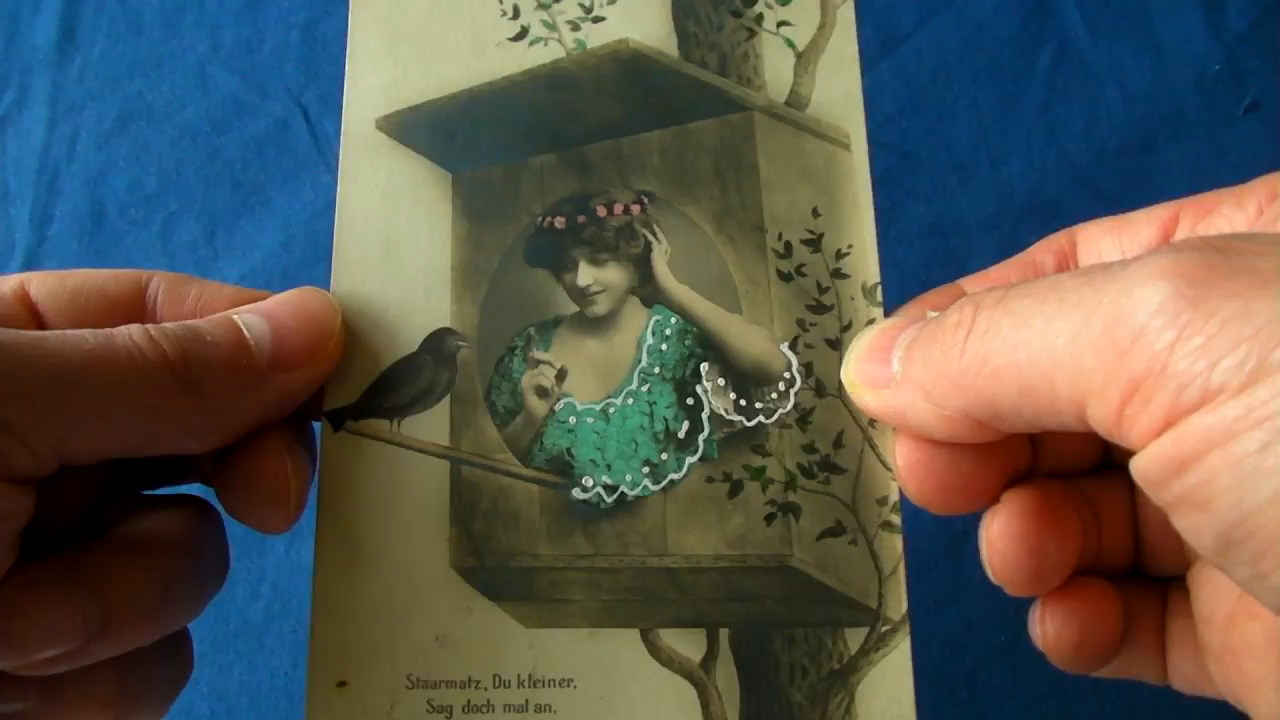 Staarmatz, Du kleiner,
Sag doch mal an,